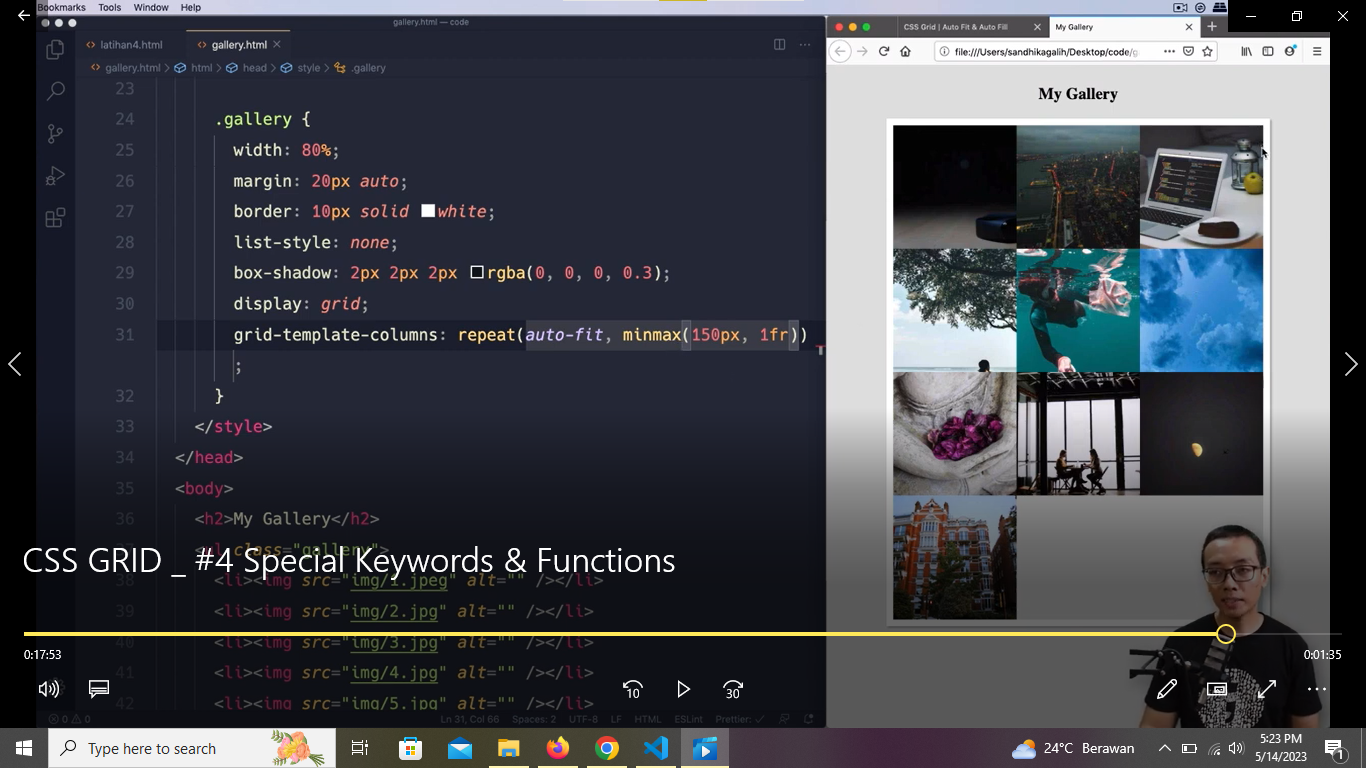 Bookmarks Tools Window Help
gallery.html — code
latihan4.html gallery.html
gallery.html > html > head > style > .gallery
23
24 .gallery {
25 width: 80%;
26 margin: 20px auto;
27 border: 10px solid white;
28 list-style: none;
29 box-shadow: 2px 2px 2px rgba(0, 0, 0, 0.3);
30 display: grid;
31 grid-template-columns: repeat(auto-fit, minmax(150px, 1fr))
;
32 }
33 </style>
34 </head>
35 <body>
36 <h2>My Gallery</h2>
class="gallery">
38 <li><img src="img/1.jpeg" alt="" /></li>
39 <li><img src="img/2.jpg" alt="" /></li>
40 <li><img src="img/3.jpg" alt="" /></li>
41 <li><img src="img/4.jpg" alt="" /></li>
42 <li><img src="img/5.jpg" alt="" /></li>
0 0
Ln 31, Col 66 Spaces: 2 UTF-8 LF HTML ESLint Prettier: ✓
CSS Grid | Auto Fit & Auto Fill
My Gallery
file:///Users/sandhikagalih/Desktop/code/g
My Gallery
CSS GRID _ #4 Special Keywords & Functions
0:17:53
0:01:35
10
30
Type here to search
24°C Berawan
5:23 PM
5/14/2023
1